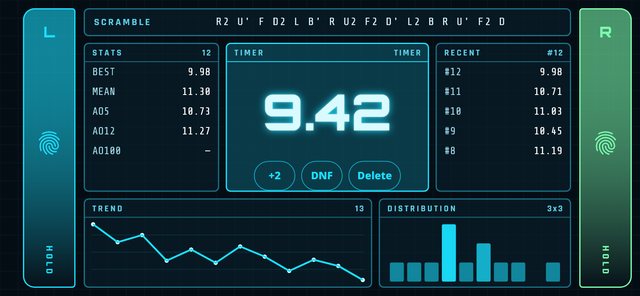 L
HOLD
SCRAMBLE R2 U' F D2 L B' R U2 F2 D' L2 B R U' F2 D
STATS 12
BEST 9.98
MEAN 11.30
AO5 10.73
AO12 11.27
AO100 –
TIMER TIMER
9.42
+2 DNF Delete
RECENT #12
#12 9.98
#11 10.71
#10 11.03
#9 10.45
#8 11.19
TREND 13
DISTRIBUTION 3x3
R
HOLD